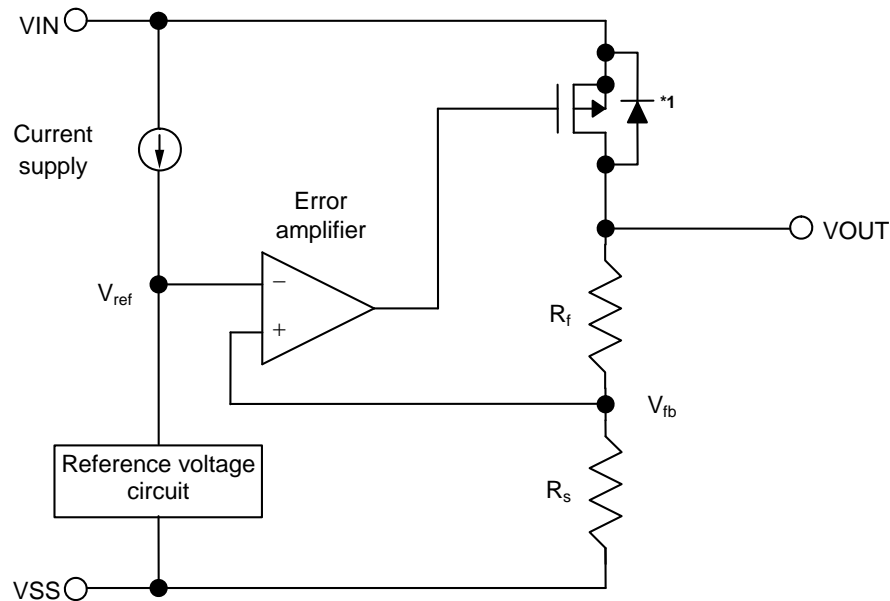 VIN
*1
Current
supply
Error
amplifier
VOUT
Vref
−
+
Rf
Vfb
Reference voltage
circuit
Rs
VSS